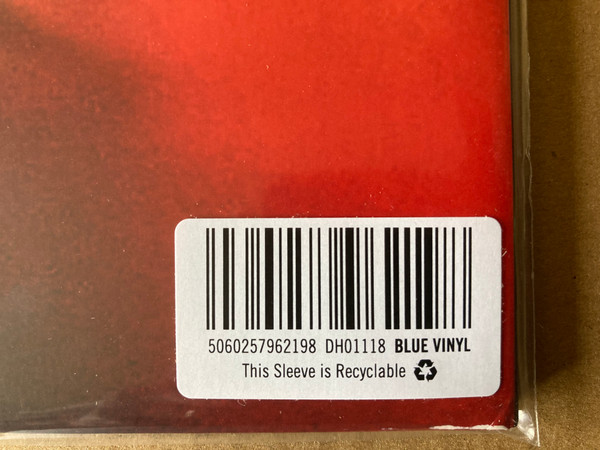 5060257962198 DH01118 BLUE VINYL
This Sleeve is Recyclable